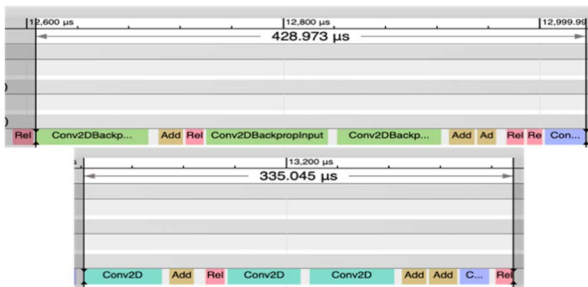 12,600 μs 12,800 μs 12,999.99
428.973 μs
)
)
Rel Conv2DBackp... Add Rel Conv2DBackpropInput Conv2DBackp... Add Ad Rel Re Con...
13,200 μs
335.045 μs
Conv2D Add Rel Conv2D Conv2D Add Add C... Rel